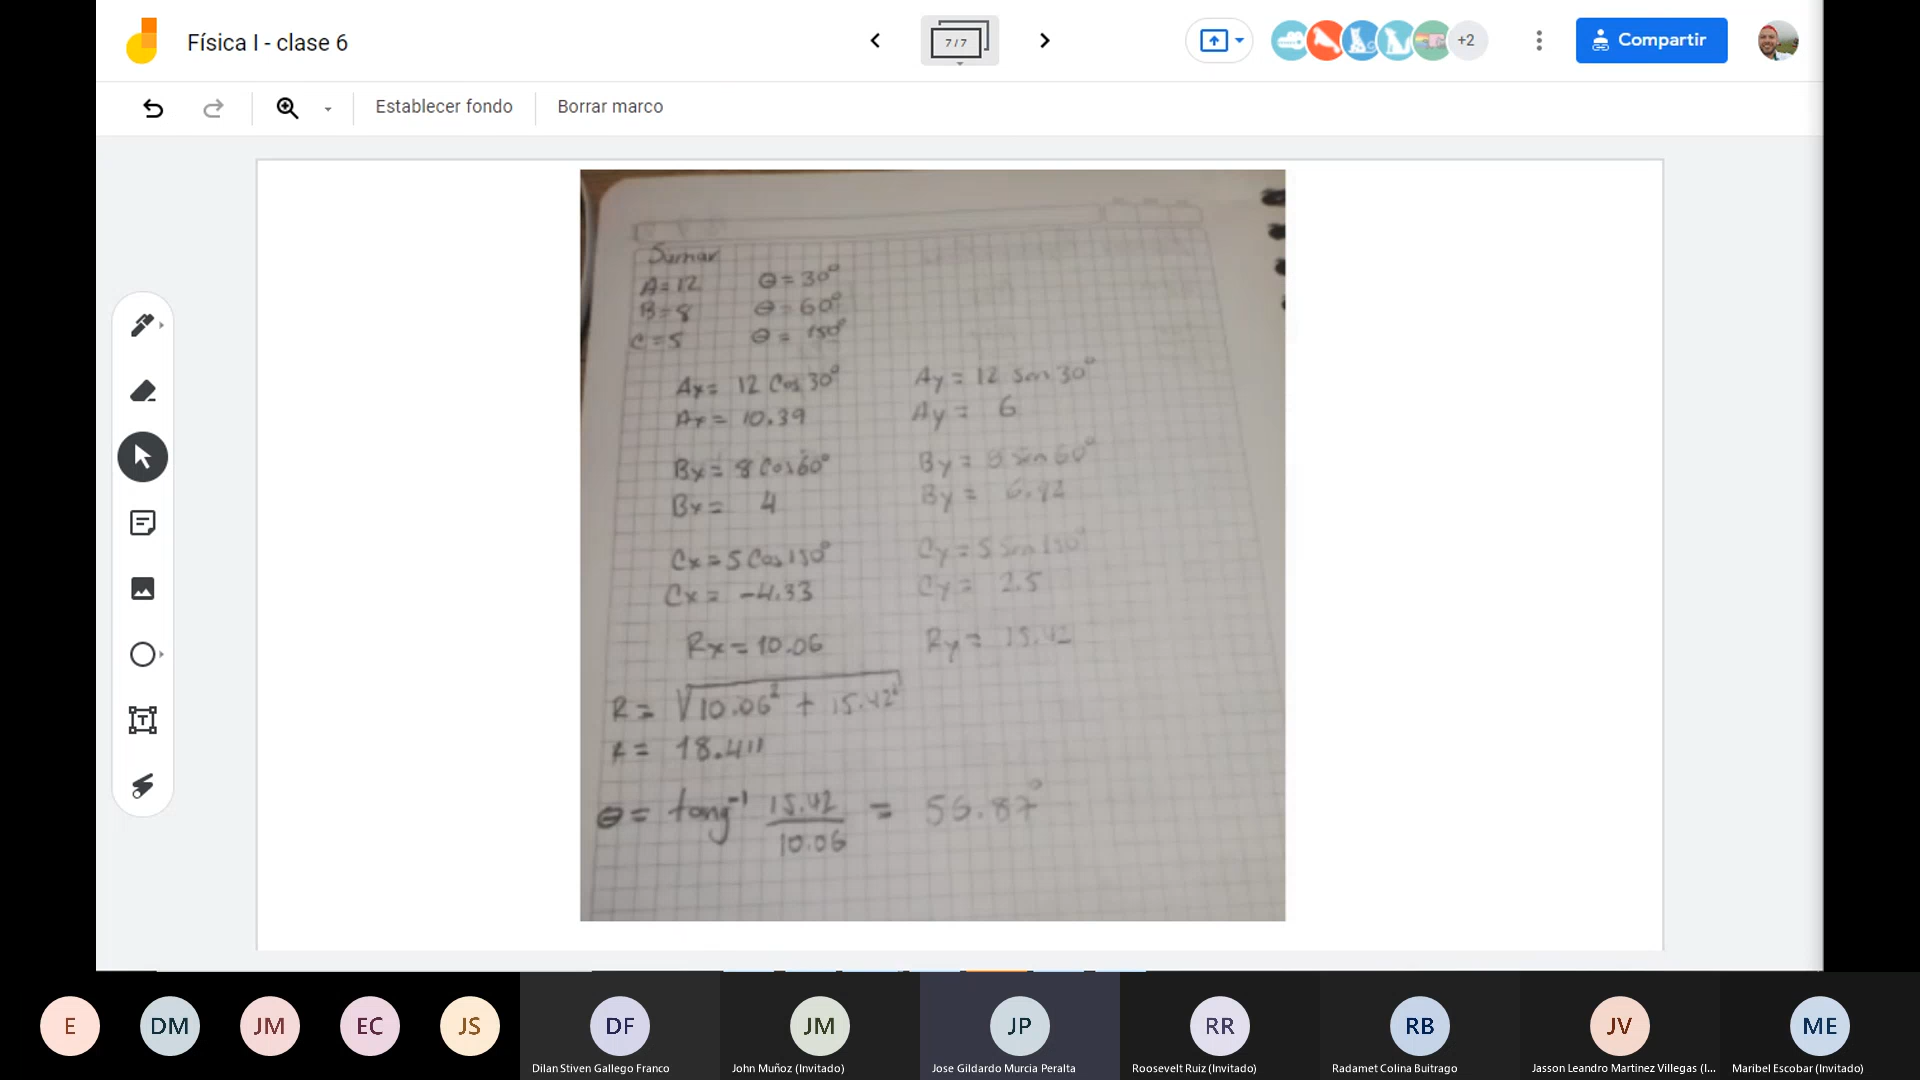 Física I - clase 6
7 / 7
+2
Compartir
Establecer fondo
Borrar marco
Sumar
A = 12 θ = 30°
B = 8 θ = 60°
C = 5 θ = 150°
Ax = 12 Cos 30° Ay = 12 Sen 30°
Ax = 10.39 Ay = 6
Bx = 8 Cos 60° By = 8 Sen 60°
Bx = 4 By = 6.92
Cx = 5 Cos 150° Cy = 5 Sen 150°
Cx = -4.33 Cy = 2.5
Rx = 10.06 Ry = 15.42
R = √10.06² + 15.42²
R = 18.411
θ = tang⁻¹ 15.42 / 10.06 = 56.87°
E DM JM EC JS DF JM JP RR RB JV ME
Dilan Stiven Gallego Franco
John Muñoz (Invitado)
Jose Gildardo Murcia Peralta
Roosevelt Ruiz (Invitado)
Radamet Colina Buitrago
Jasson Leandro Martinez Villegas (I...
Maribel Escobar (Invitado)